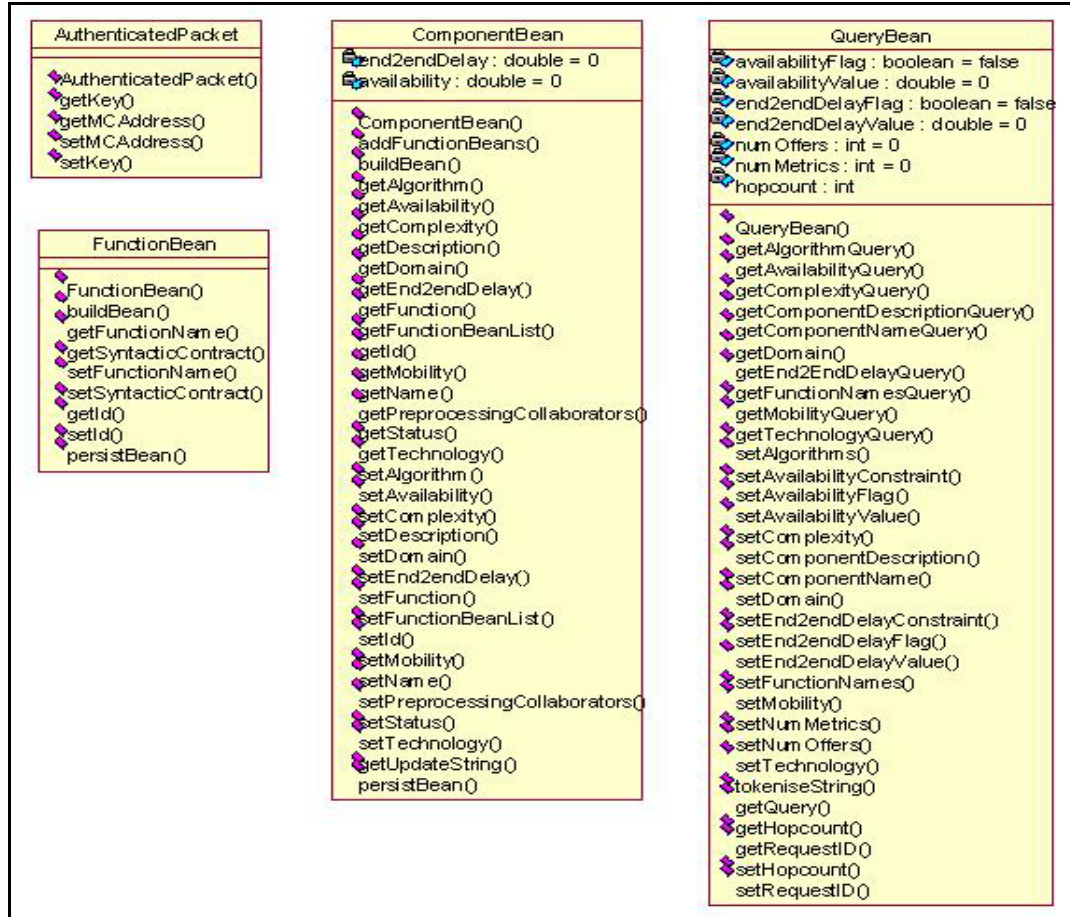 AuthenticatedPacket
AuthenticatedPacket()
getKey()
getMCAddress()
setMCAddress()
setKey()
FunctionBean
FunctionBean()
buildBean()
getFunctionName()
getSyntacticContract()
setFunctionName()
setSyntacticContract()
getId()
setId()
persistBean()
ComponentBean
end2endDelay : double = 0
availability : double = 0
ComponentBean()
addFunctionBeans()
buildBean()
getAlgorithm()
getAvailability()
getComplexity()
getDescription()
getDomain()
getEnd2endDelay()
getFunction()
getFunctionBeanList()
getId()
getMobility()
getName()
getPreprocessingCollaborators()
getStatus()
getTechnology()
setAlgorithm()
setAvailability()
setComplexity()
setDescription()
setDomain()
setEnd2endDelay()
setFunction()
setFunctionBeanList()
setId()
setMobility()
setName()
setPreprocessingCollaborators()
setStatus()
setTechnology()
getUpdateString()
persistBean()
QueryBean
availabilityFlag : boolean = false
availabilityValue : double = 0
end2endDelayFlag : boolean = false
end2endDelayValue : double = 0
numOffers : int = 0
numMetrics : int = 0
hopcount : int
QueryBean()
getAlgorithmQuery()
getAvailabilityQuery()
getComplexityQuery()
getComponentDescriptionQuery()
getComponentNameQuery()
getDomain()
getEnd2EndDelayQuery()
getFunctionNamesQuery()
getMobilityQuery()
getTechnologyQuery()
setAlgorithms()
setAvailabilityConstraint()
setAvailabilityFlag()
setAvailabilityValue()
setComplexity()
setComponentDescription()
setComponentName()
setDomain()
setEnd2endDelayConstraint()
setEnd2endDelayFlag()
setEnd2endDelayValue()
setFunctionNames()
setMobility()
setNumMetrics()
setNumOffers()
setTechnology()
tokeniseString()
getQuery()
getHopcount()
getRequestID()
setHopcount()
setRequestID()